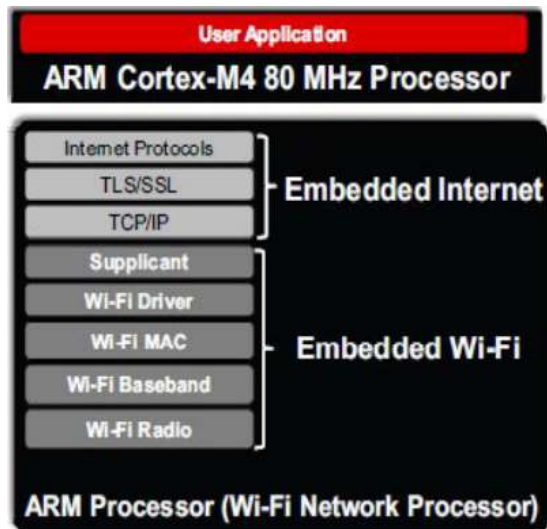 User Application
ARM Cortex-M4 80 MHz Processor
Internet Protocols
TLS/SSL
TCP/IP
Embedded Internet
Supplicant
Wi-Fi Driver
Wi-Fi MAC
Wi-Fi Baseband
Wi-Fi Radio
Embedded Wi-Fi
ARM Processor (Wi-Fi Network Processor)